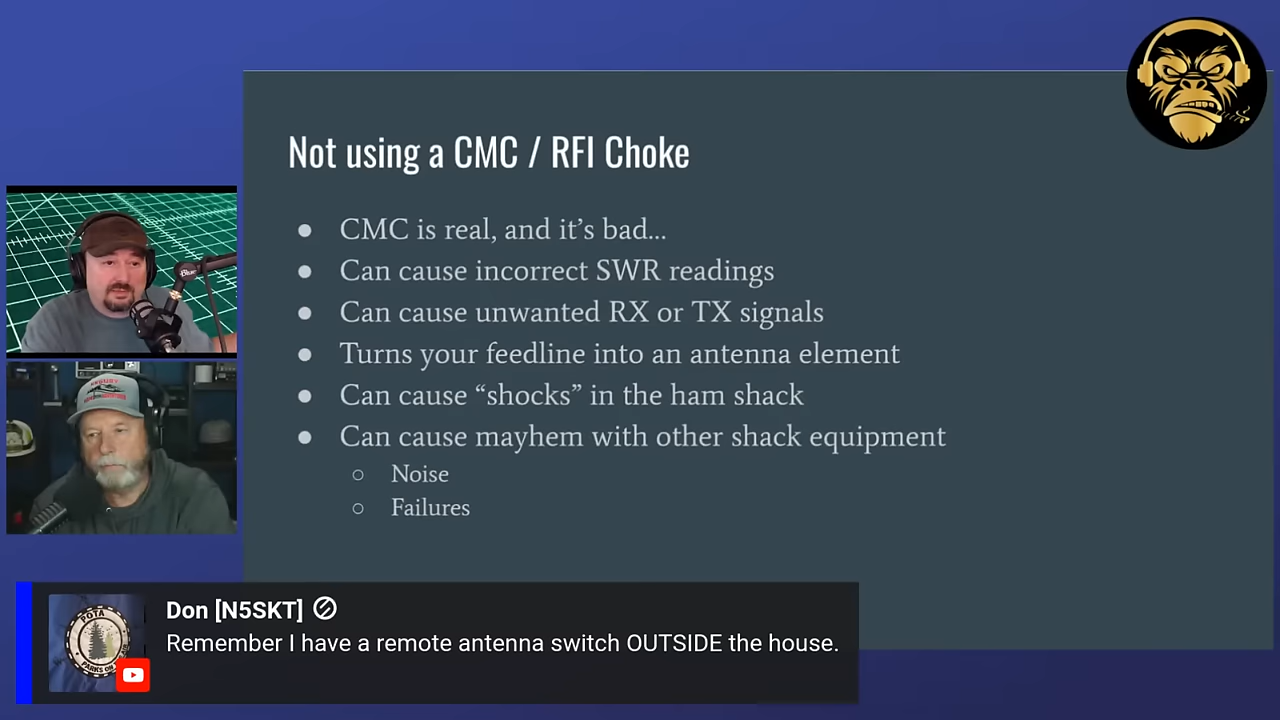 Not using a CMC / RFI Choke
● CMC is real, and it’s bad...
● Can cause incorrect SWR readings
● Can cause unwanted RX or TX signals
● Turns your feedline into an antenna element
● Can cause “shocks” in the ham shack
● Can cause mayhem with other shack equipment
○ Noise
○ Failures
Blue
Don [N5SKT]
Remember I have a remote antenna switch OUTSIDE the house.
POTA